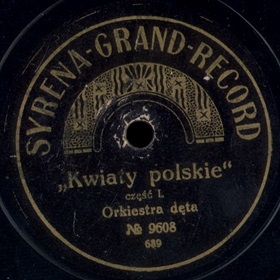 SYRENA-GRAND-RECORD
„Kwiaty polskie“
część I.
Orkiestra dęta
№ 9608
689